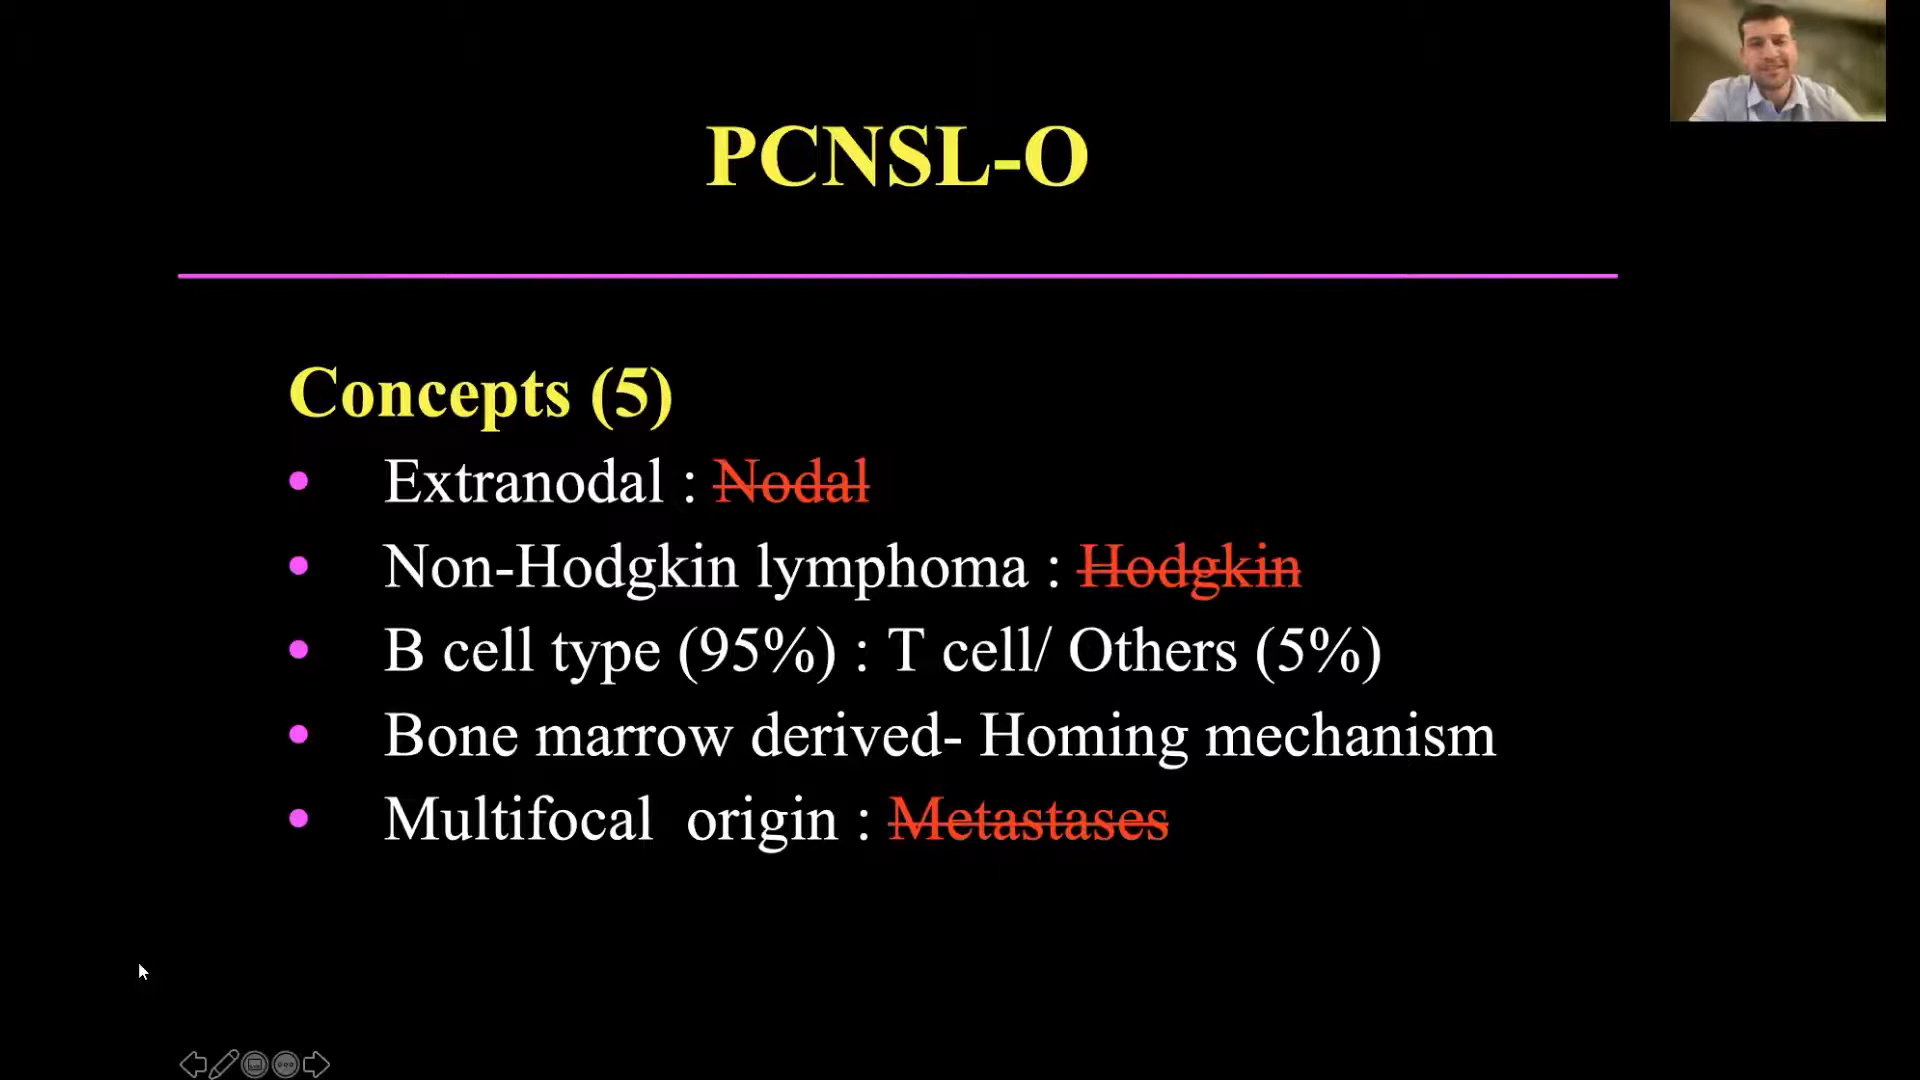 PCNSL-O
Concepts (5)
• Extranodal : Nodal
• Non-Hodgkin lymphoma : Hodgkin
• B cell type (95%) : T cell/ Others (5%)
• Bone marrow derived- Homing mechanism
• Multifocal origin : Metastases